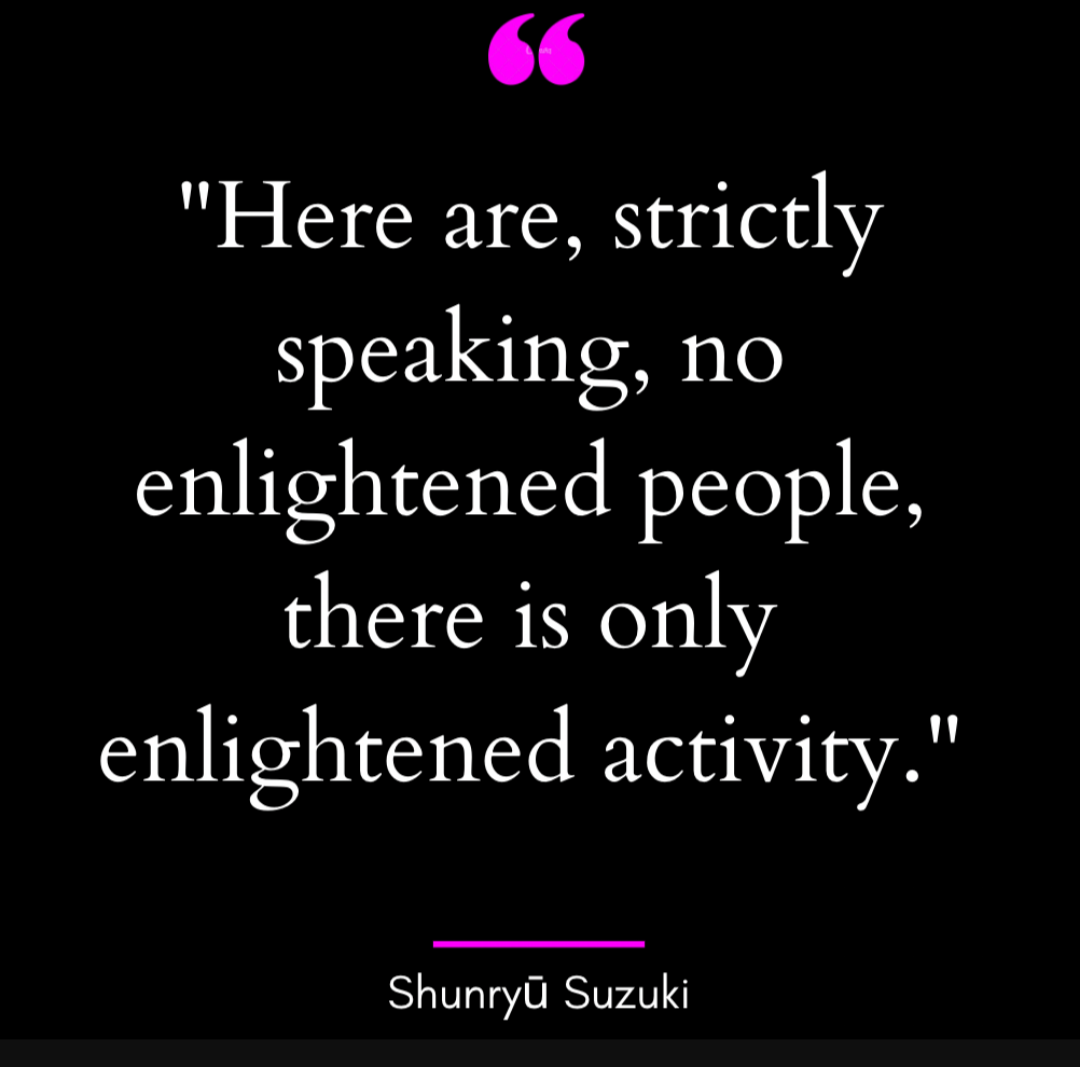 "Here are, strictly
speaking, no
enlightened people,
there is only
enlightened activity."
Shunryū Suzuki